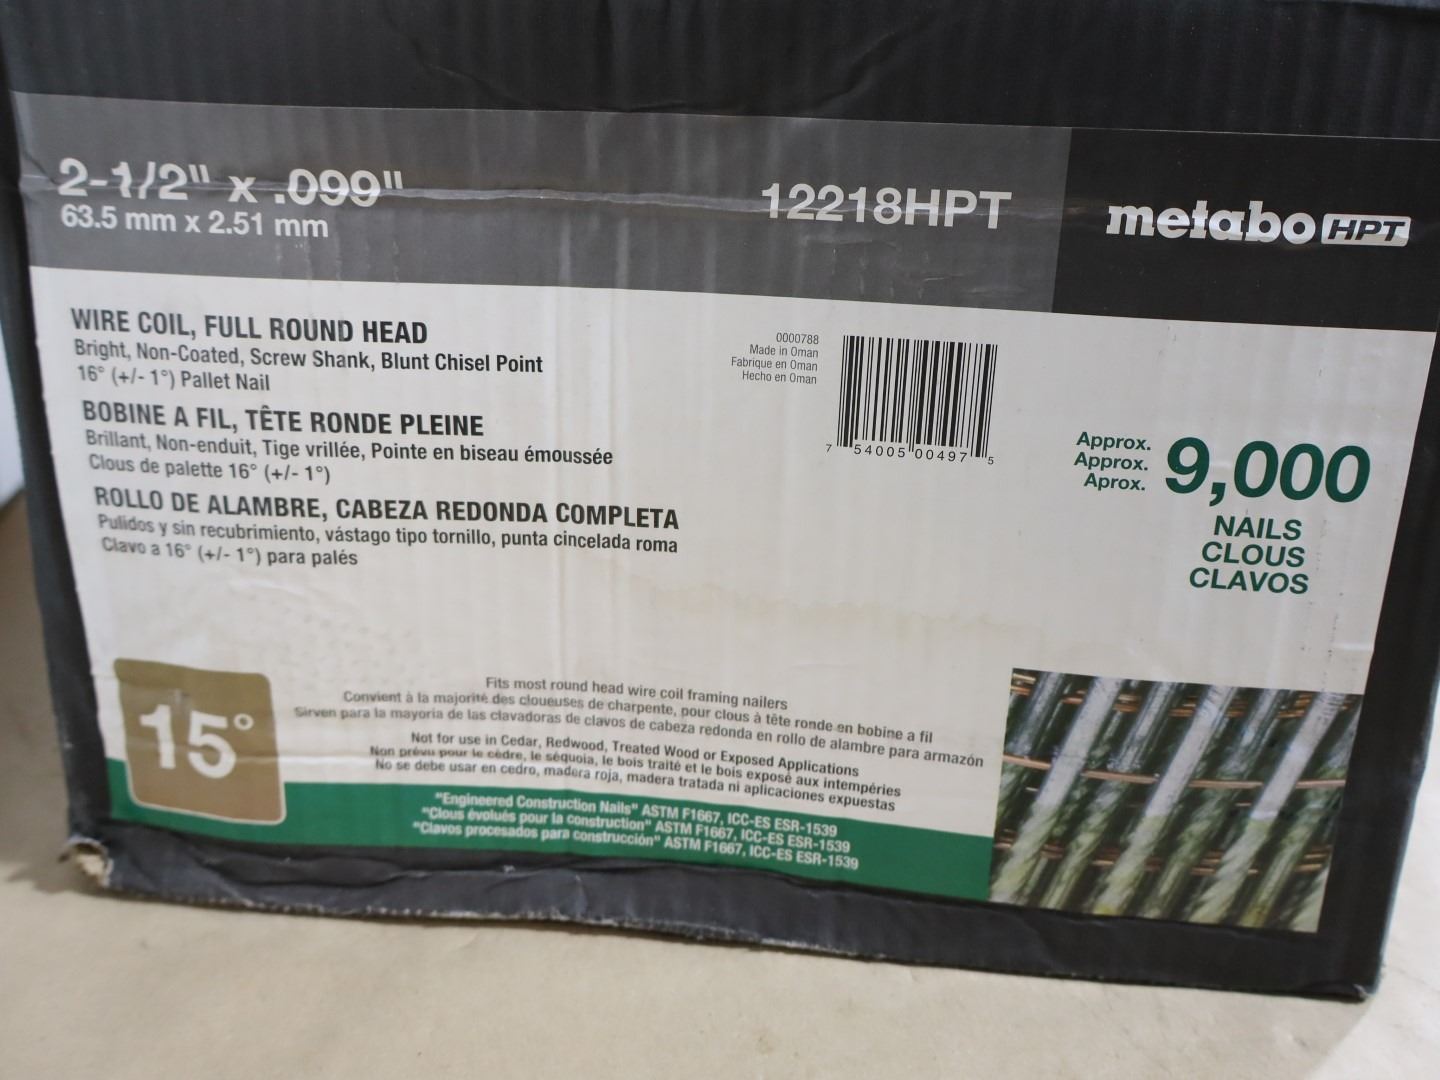 2-1/2" x .099"
63.5 mm x 2.51 mm
12218HPT
metabo HPT
WIRE COIL, FULL ROUND HEAD
Bright, Non-Coated, Screw Shank, Blunt Chisel Point
16° (+/- 1°) Pallet Nail
BOBINE A FIL, TÊTE RONDE PLEINE
Brillant, Non-enduit, Tige vrillée, Pointe en biseau émoussée
Clous de palette 16° (+/- 1°)
ROLLO DE ALAMBRE, CABEZA REDONDA COMPLETA
Pulidos y sin recubrimiento, vástago tipo tornillo, punta cincelada roma
Clavo a 16° (+/- 1°) para palés
0000788
Made in Oman
Fabrique en Oman
Hecho en Oman
7 54005 00497 5
Approx.
Approx.
Aprox.
9,000
NAILS
CLOUS
CLAVOS
15°
Fits most round head wire coil framing nailers
Convient à la majorité des cloueuses de charpente, pour clous à tête ronde en bobine a fil
Sirven para la mayoría de las clavadoras de clavos de cabeza redonda en rollo de alambre para armazón
Not for use in Cedar, Redwood, Treated Wood or Exposed Applications
Non prévu pour le cèdre, le séquoia, le bois traité et le bois exposé aux intempéries
No se debe usar en cedro, madera roja, madera tratada ni aplicaciones expuestas
"Engineered Construction Nails" ASTM F1667, ICC-ES ESR-1539
"Clous évolués pour la construction" ASTM F1667, ICC-ES ESR-1539
"Clavos procesados para construcción" ASTM F1667, ICC-ES ESR-1539